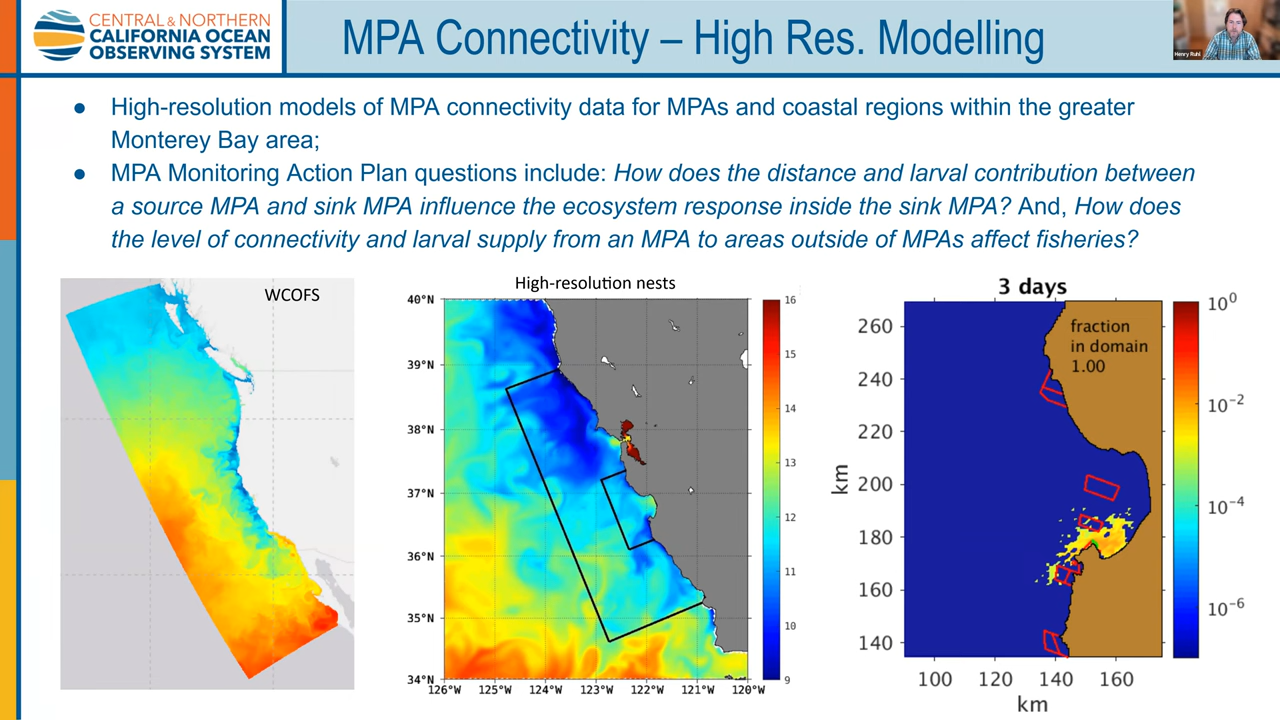 CENTRAL & NORTHERN
CALIFORNIA OCEAN
OBSERVING SYSTEM
MPA Connectivity – High Res. Modelling
Henry Ruhl
● High-resolution models of MPA connectivity data for MPAs and coastal regions within the greater
Monterey Bay area;
● MPA Monitoring Action Plan questions include: How does the distance and larval contribution between
a source MPA and sink MPA influence the ecosystem response inside the sink MPA? And, How does
the level of connectivity and larval supply from an MPA to areas outside of MPAs affect fisheries?
WCOFS
High-resolution nests
40°N
39°N
38°N
37°N
36°N
35°N
34°N
126°W 125°W 124°W 123°W 122°W 121°W 120°W
16
15
14
13
12
11
10
9
3 days
fraction
in domain
1.00
km
260
240
220
200
180
160
140
100 120 140 160
km
10⁰
10⁻²
10⁻⁴
10⁻⁶